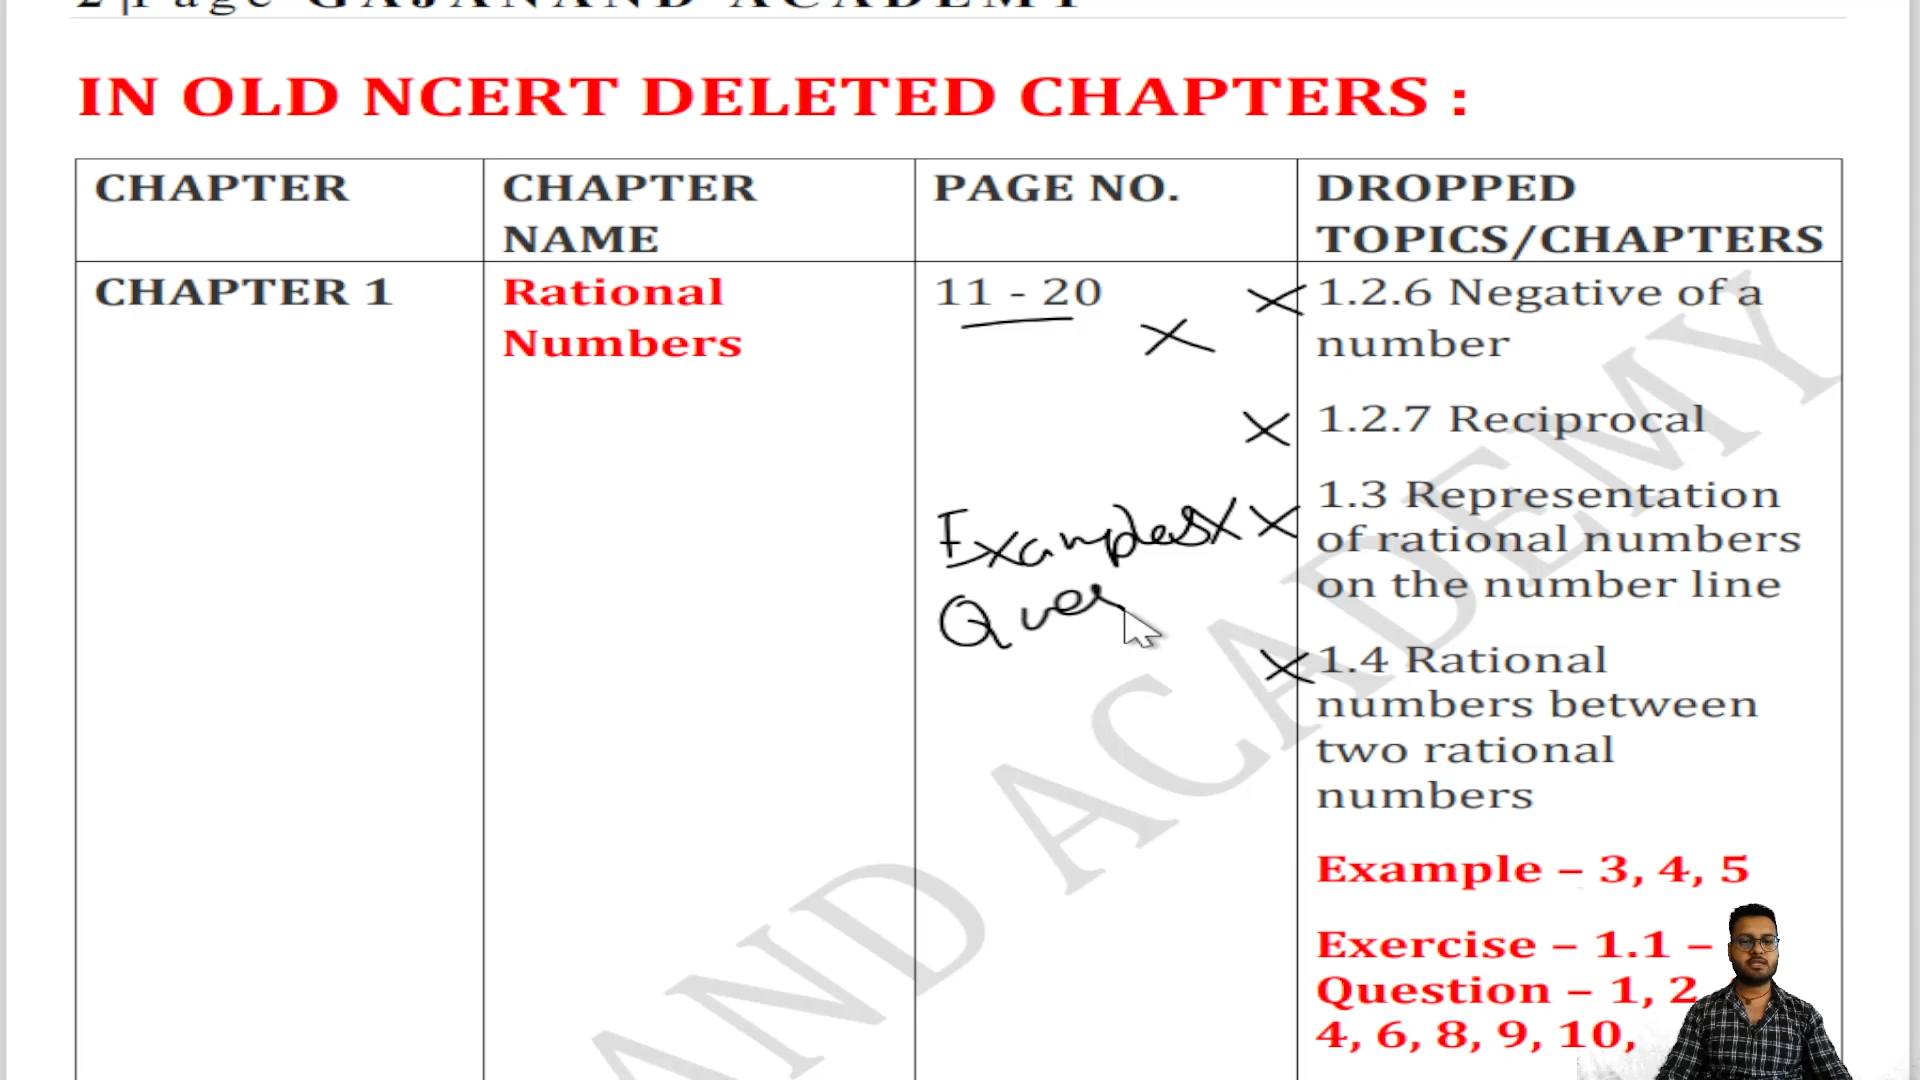 2 | Page GAJANAND ACADEMY
IN OLD NCERT DELETED CHAPTERS :
CHAPTER
CHAPTER NAME
PAGE NO.
DROPPED TOPICS/CHAPTERS
CHAPTER 1
Rational
Numbers
11 - 20
1.2.6 Negative of a
number
1.2.7 Reciprocal
1.3 Representation
of rational numbers
on the number line
1.4 Rational
numbers between
two rational
numbers
Example – 3, 4, 5
Exercise – 1.1 –
Question – 1, 2
4, 6, 8, 9, 10,
Examples
Ques
AND ACADEMY